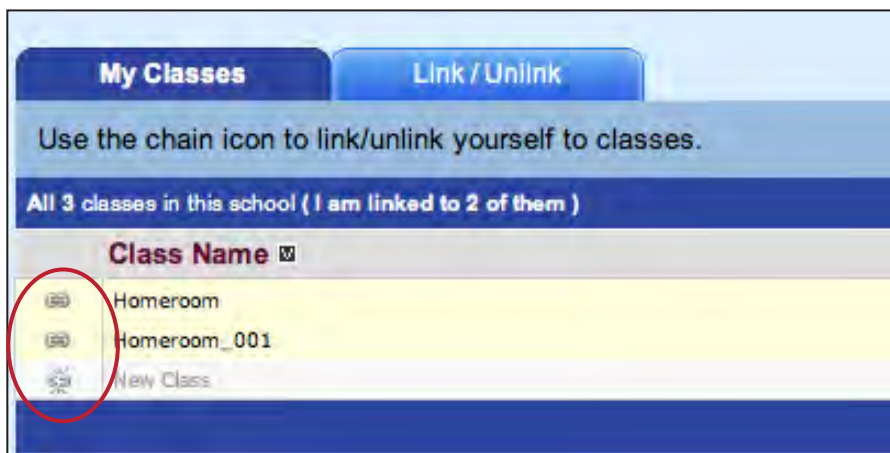 My Classes Link / Unlink
Use the chain icon to link/unlink yourself to classes.
All 3 classes in this school ( I am linked to 2 of them )
Class Name
Homeroom
Homeroom_001
New Class